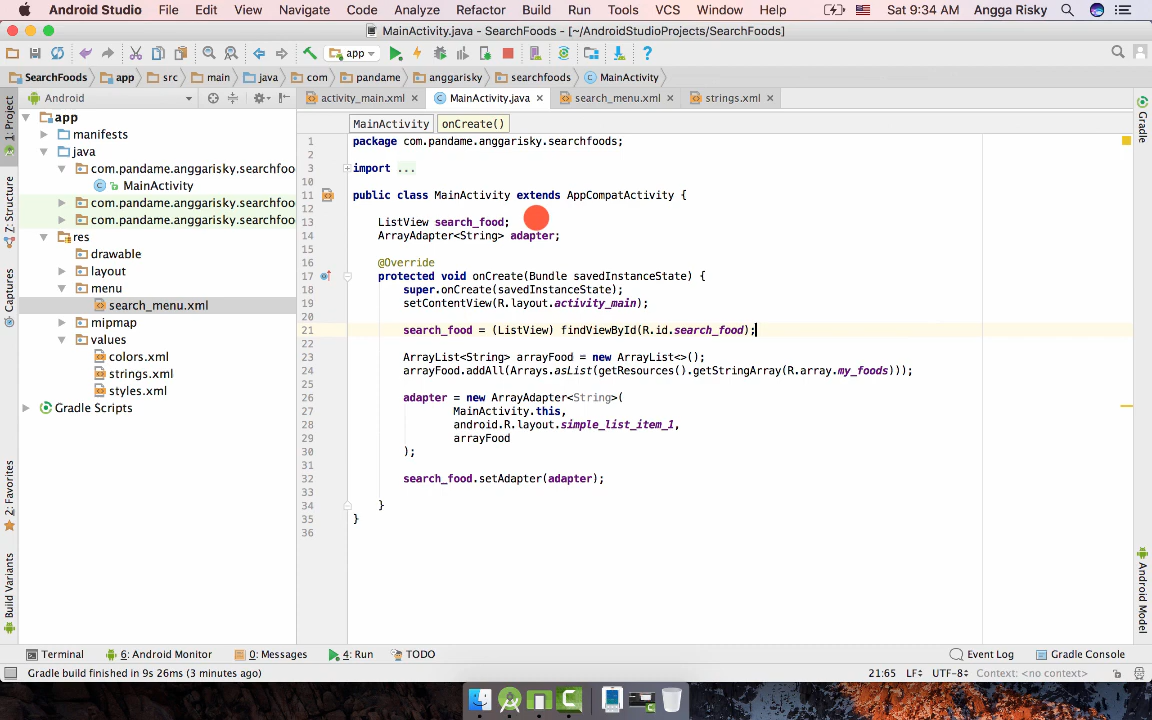 Android Studio File Edit View Navigate Code Analyze Refactor Build Run Tools VCS Window Help Sat 9:34 AM Angga Risky
MainActivity.java - SearchFoods - [~/AndroidStudioProjects/SearchFoods]
app
SearchFoods app src main java com pandame anggarisky searchfoods MainActivity
Android
activity_main.xml MainActivity.java search_menu.xml strings.xml
MainActivity onCreate()
1: Project
Z: Structure
Captures
2: Favorites
Build Variants
app
manifests
java
com.pandame.anggarisky.searchfoo
MainActivity
com.pandame.anggarisky.searchfoo
com.pandame.anggarisky.searchfoo
res
drawable
layout
menu
search_menu.xml
mipmap
values
colors.xml
strings.xml
styles.xml
Gradle Scripts
1 package com.pandame.anggarisky.searchfoods;
2
3 import ...
10
11 public class MainActivity extends AppCompatActivity {
12
13 ListView search_food;
14 ArrayAdapter<String> adapter;
15
16 @Override
17 protected void onCreate(Bundle savedInstanceState) {
18 super.onCreate(savedInstanceState);
19 setContentView(R.layout.activity_main);
20
21 search_food = (ListView) findViewById(R.id.search_food);
22
23 ArrayList<String> arrayFood = new ArrayList<>();
24 arrayFood.addAll(Arrays.asList(getResources().getStringArray(R.array.my_foods)));
25
26 adapter = new ArrayAdapter<String>(
27 MainActivity.this,
28 android.R.layout.simple_list_item_1,
29 arrayFood
30 );
31
32 search_food.setAdapter(adapter);
33
34 }
35 }
36
Gradle
Android Model
Terminal 6: Android Monitor 0: Messages 4: Run TODO Event Log Gradle Console
Gradle build finished in 9s 26ms (3 minutes ago) 21:65 LF UTF-8 Context: <no context>